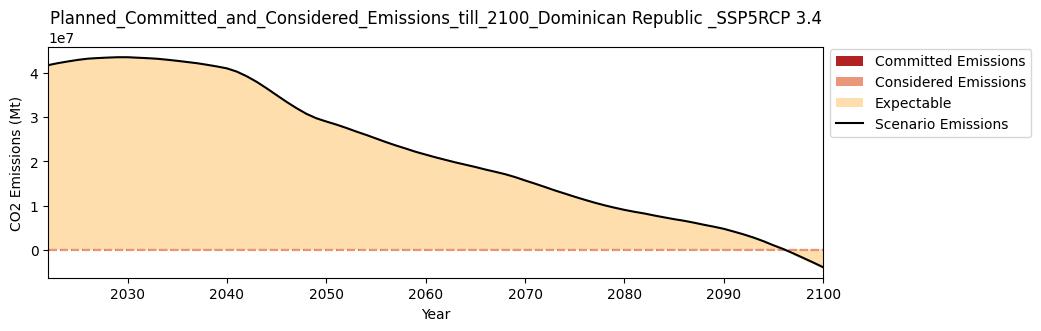 Planned_Committed_and_Considered_Emissions_till_2100_Dominican Republic _SSP5RCP 3.4
1e7
4
3
2
1
0
CO2 Emissions (Mt)
2030 2040 2050 2060 2070 2080 2090 2100
Year
Committed Emissions
Considered Emissions
Expectable
Scenario Emissions